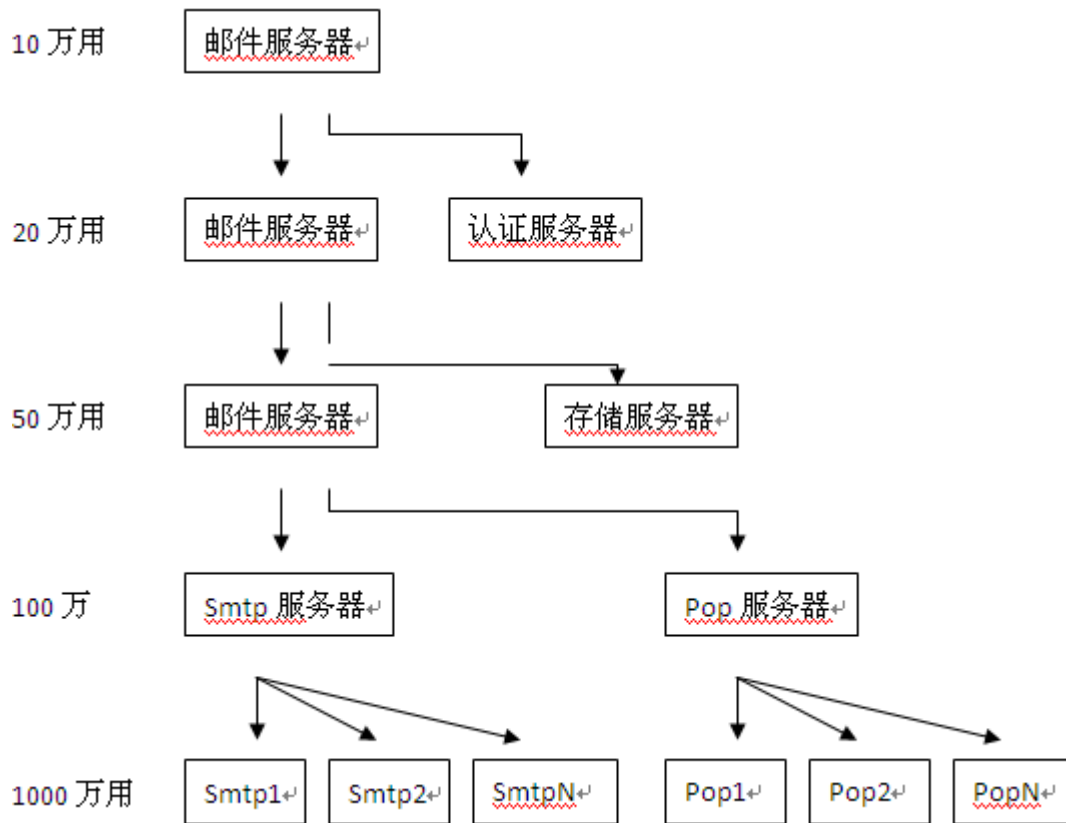 10 万用 邮件服务器↵
20 万用 邮件服务器↵ 认证服务器↵
50 万用 邮件服务器↵ 存储服务器↵
100 万 Smtp 服务器↵ Pop 服务器↵
1000 万用 Smtp1↵ Smtp2↵ SmtpN↵ Pop1↵ Pop2↵ PopN↵